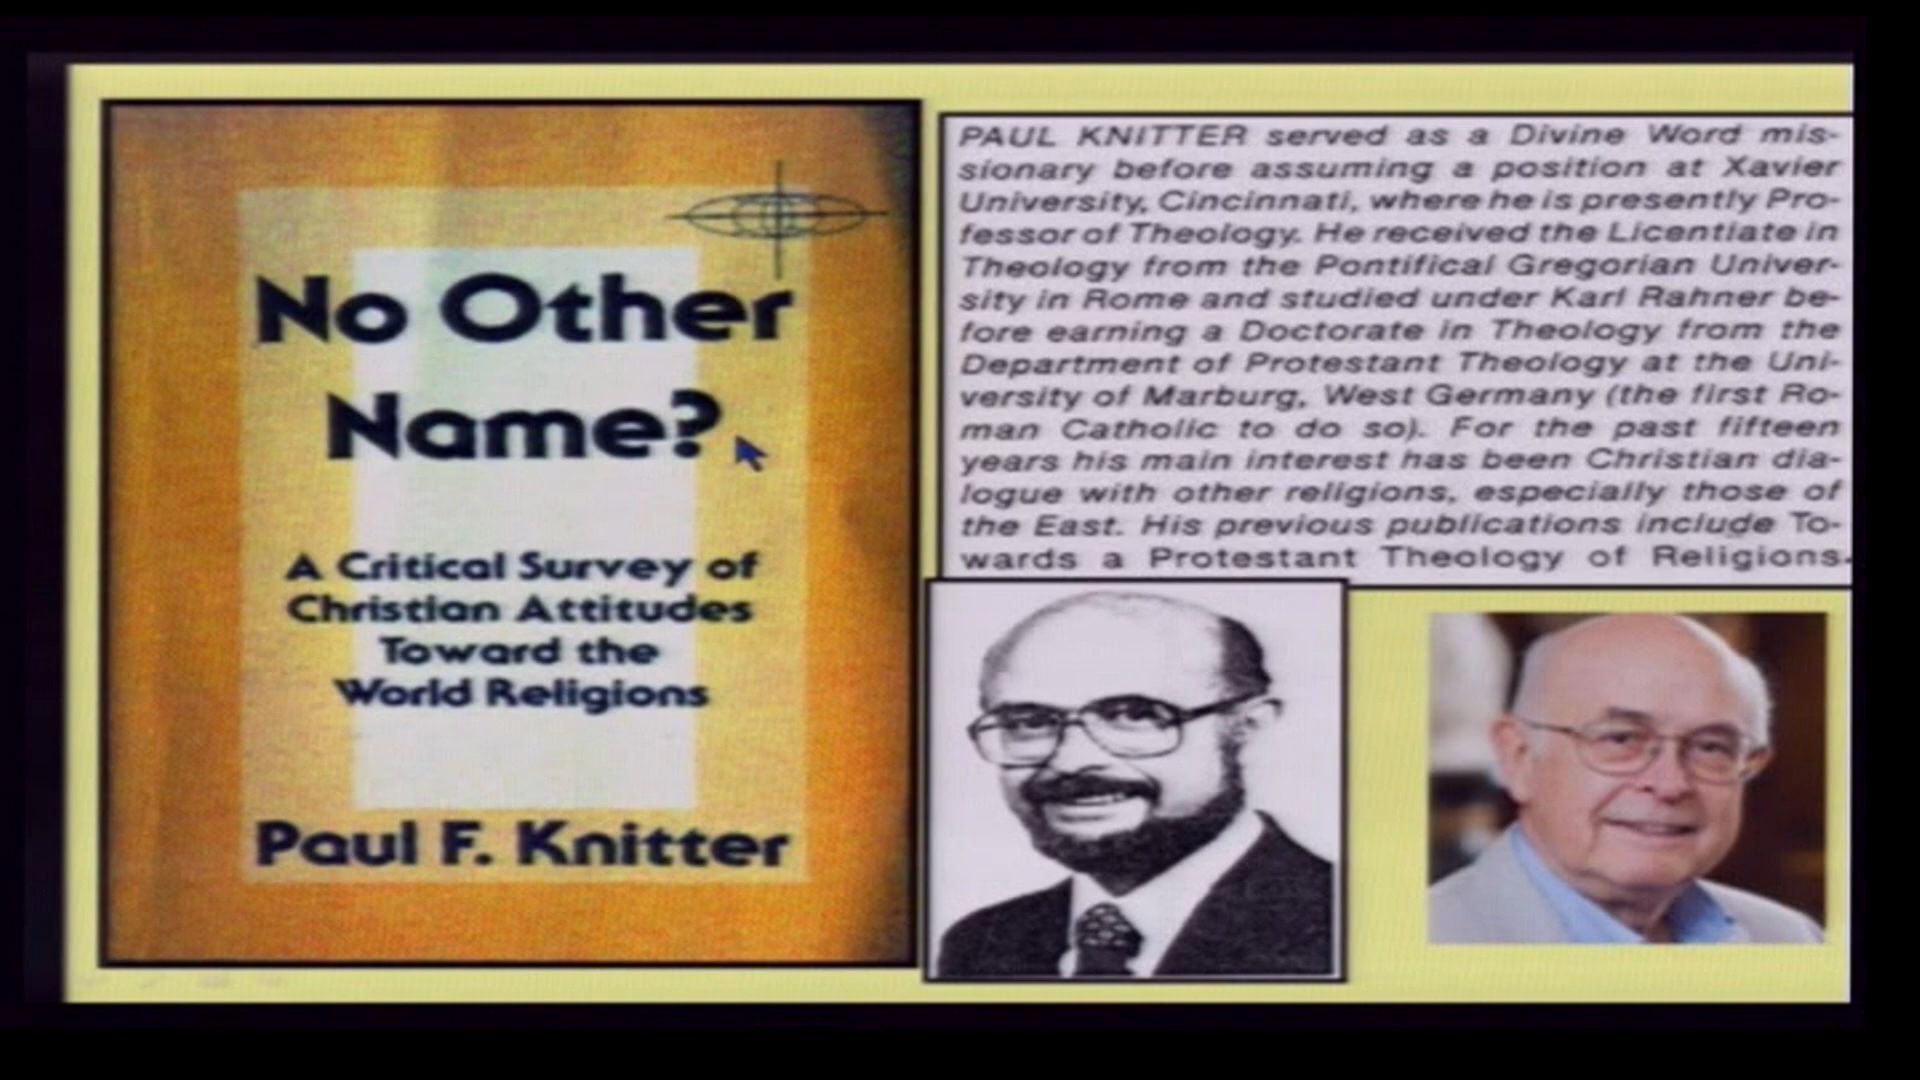 No Other
Name?
A Critical Survey of
Christian Attitudes
Toward the
World Religions
Paul F. Knitter
PAUL KNITTER served as a Divine Word mis-
sionary before assuming a position at Xavier
University, Cincinnati, where he is presently Pro-
fessor of Theology. He received the Licentiate in
Theology from the Pontifical Gregorian Univer-
sity in Rome and studied under Karl Rahner be-
fore earning a Doctorate in Theology from the
Department of Protestant Theology at the Uni-
versity of Marburg, West Germany (the first Ro-
man Catholic to do so). For the past fifteen
years his main interest has been Christian dia-
logue with other religions, especially those of
the East. His previous publications include To-
wards a Protestant Theology of Religions.